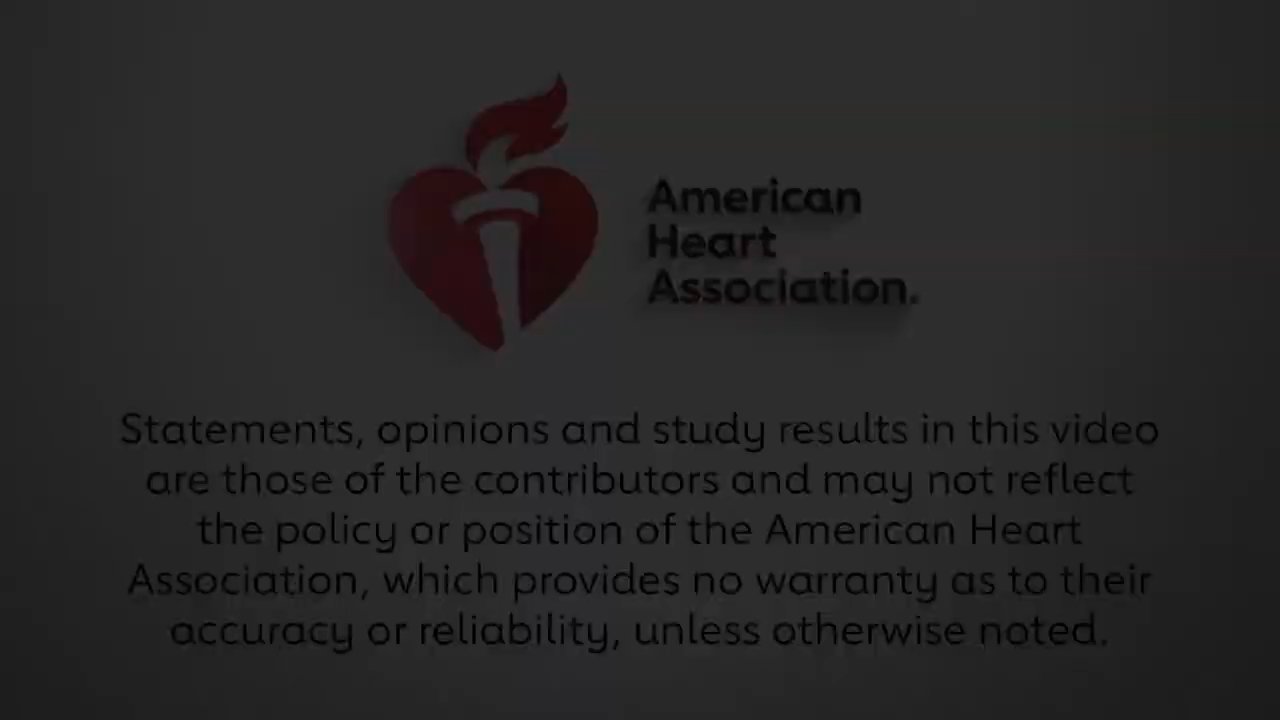 American
Heart
Association.
Statements, opinions and study results in this video
are those of the contributors and may not reflect
the policy or position of the American Heart
Association, which provides no warranty as to their
accuracy or reliability, unless otherwise noted.